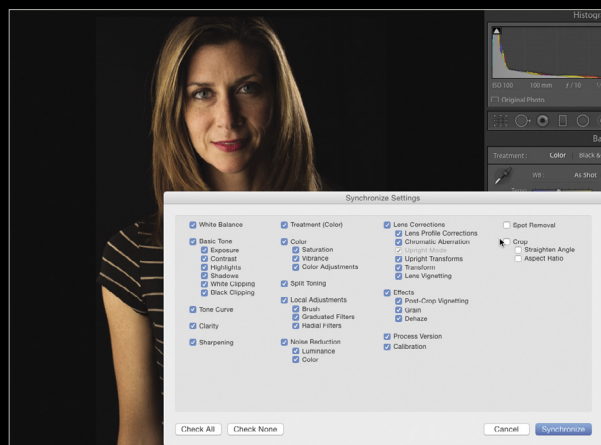 Histogr
ISO 100 100 mm f / 10
Original Photo
Ba
Treatment : Color Black &
WB : As Shot
Synchronize Settings
White Balance
Basic Tone
Exposure
Contrast
Highlights
Shadows
White Clipping
Black Clipping
Tone Curve
Clarity
Sharpening
Treatment (Color)
Color
Saturation
Vibrance
Color Adjustments
Split Toning
Local Adjustments
Brush
Graduated Filters
Radial Filters
Noise Reduction
Luminance
Color
Lens Corrections
Lens Profile Corrections
Chromatic Aberration
Upright Mode
Upright Transforms
Transform
Lens Vignetting
Effects
Post-Crop Vignetting
Grain
Dehaze
Process Version
Calibration
Spot Removal
Crop
Straighten Angle
Aspect Ratio
Check All Check None Cancel Synchronize